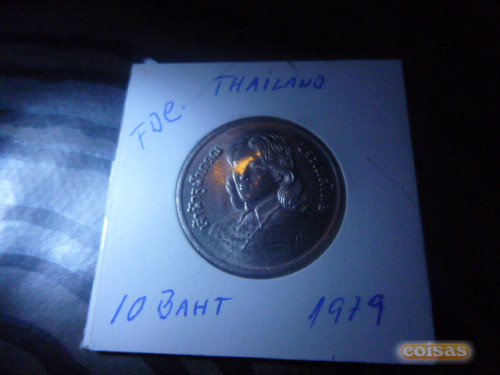 THAILAND
FDC.
10 BAHT 1979
coisas